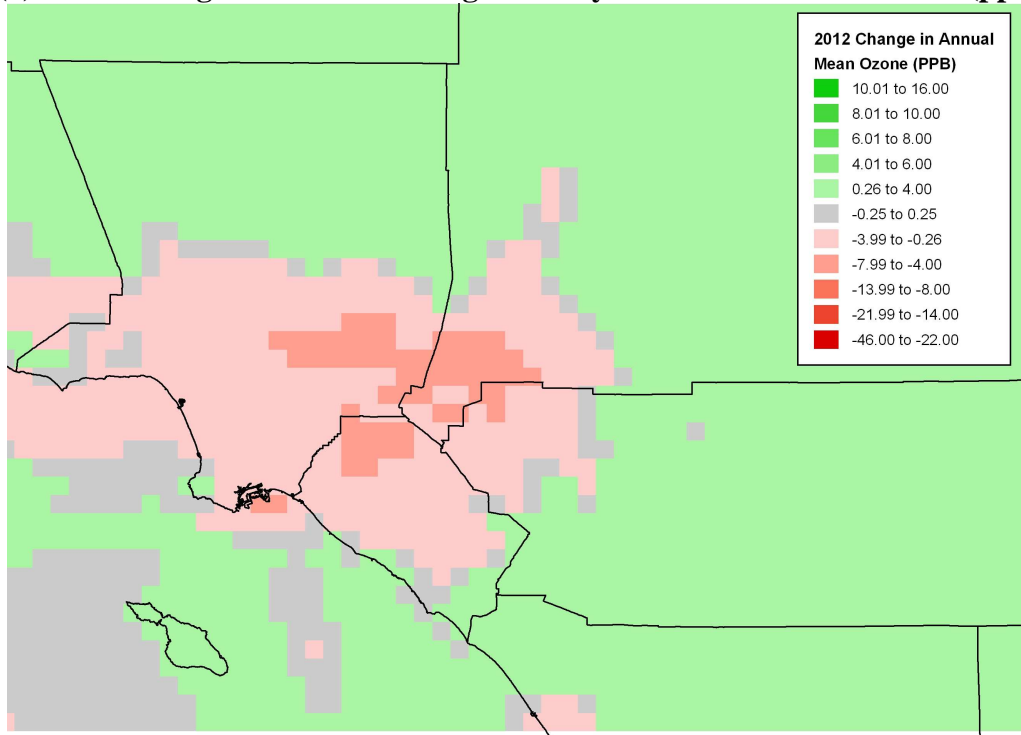 2012 Change in Annual
Mean Ozone (PPB)
10.01 to 16.00
8.01 to 10.00
6.01 to 8.00
4.01 to 6.00
0.26 to 4.00
-0.25 to 0.25
-3.99 to -0.26
-7.99 to -4.00
-13.99 to -8.00
-21.99 to -14.00
-46.00 to -22.00